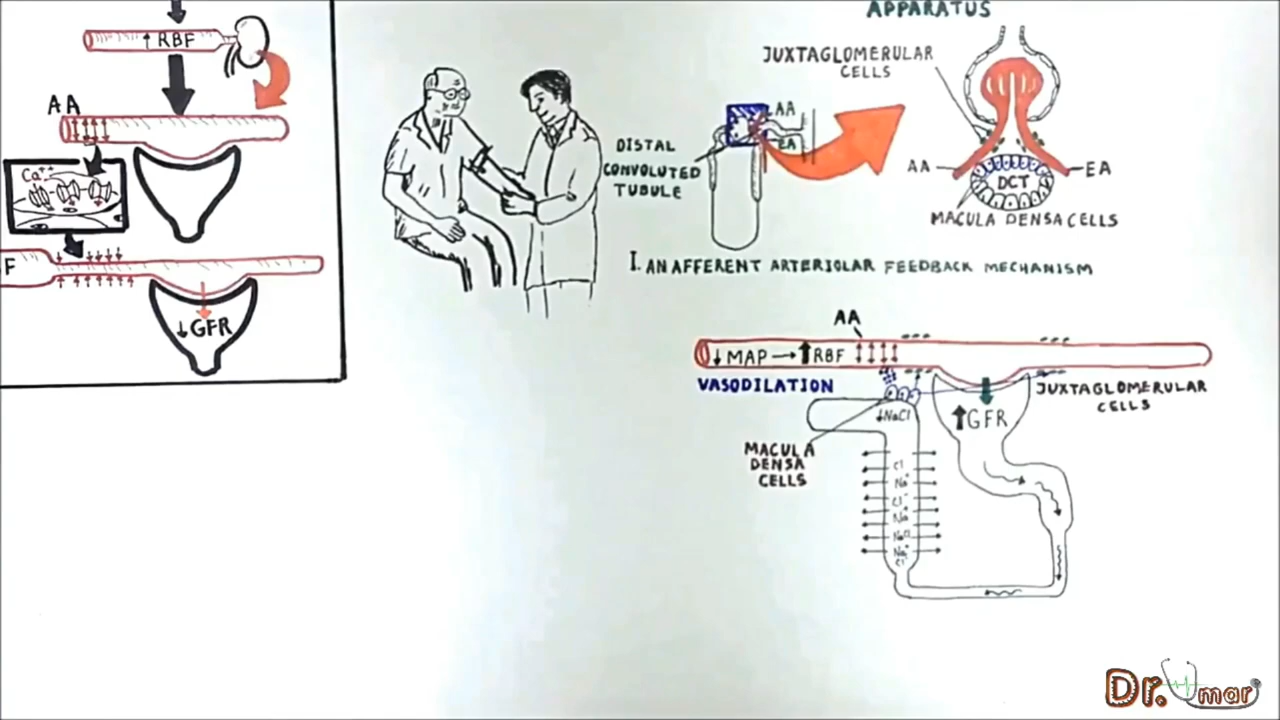 ↑ RBF
AA
Ca++
F
↓GFR
APPARATUS
JUXTAGLOMERULAR
CELLS
AA
EA
DISTAL
CONVOLUTED
TUBULE
AA
EA
DCT
MACULA DENSA CELLS
I. AN AFFERENT ARTERIOLAR FEEDBACK MECHANISM
AA
↓ MAP → ↑RBF
VASODILATION
JUXTAGLOMERULAR
CELLS
↓NaCl
↑GFR
MACULA
DENSA
CELLS
Cl-
Na+
Cl-
Na+
NaCl
Na+
Cl-
Dr. Umar